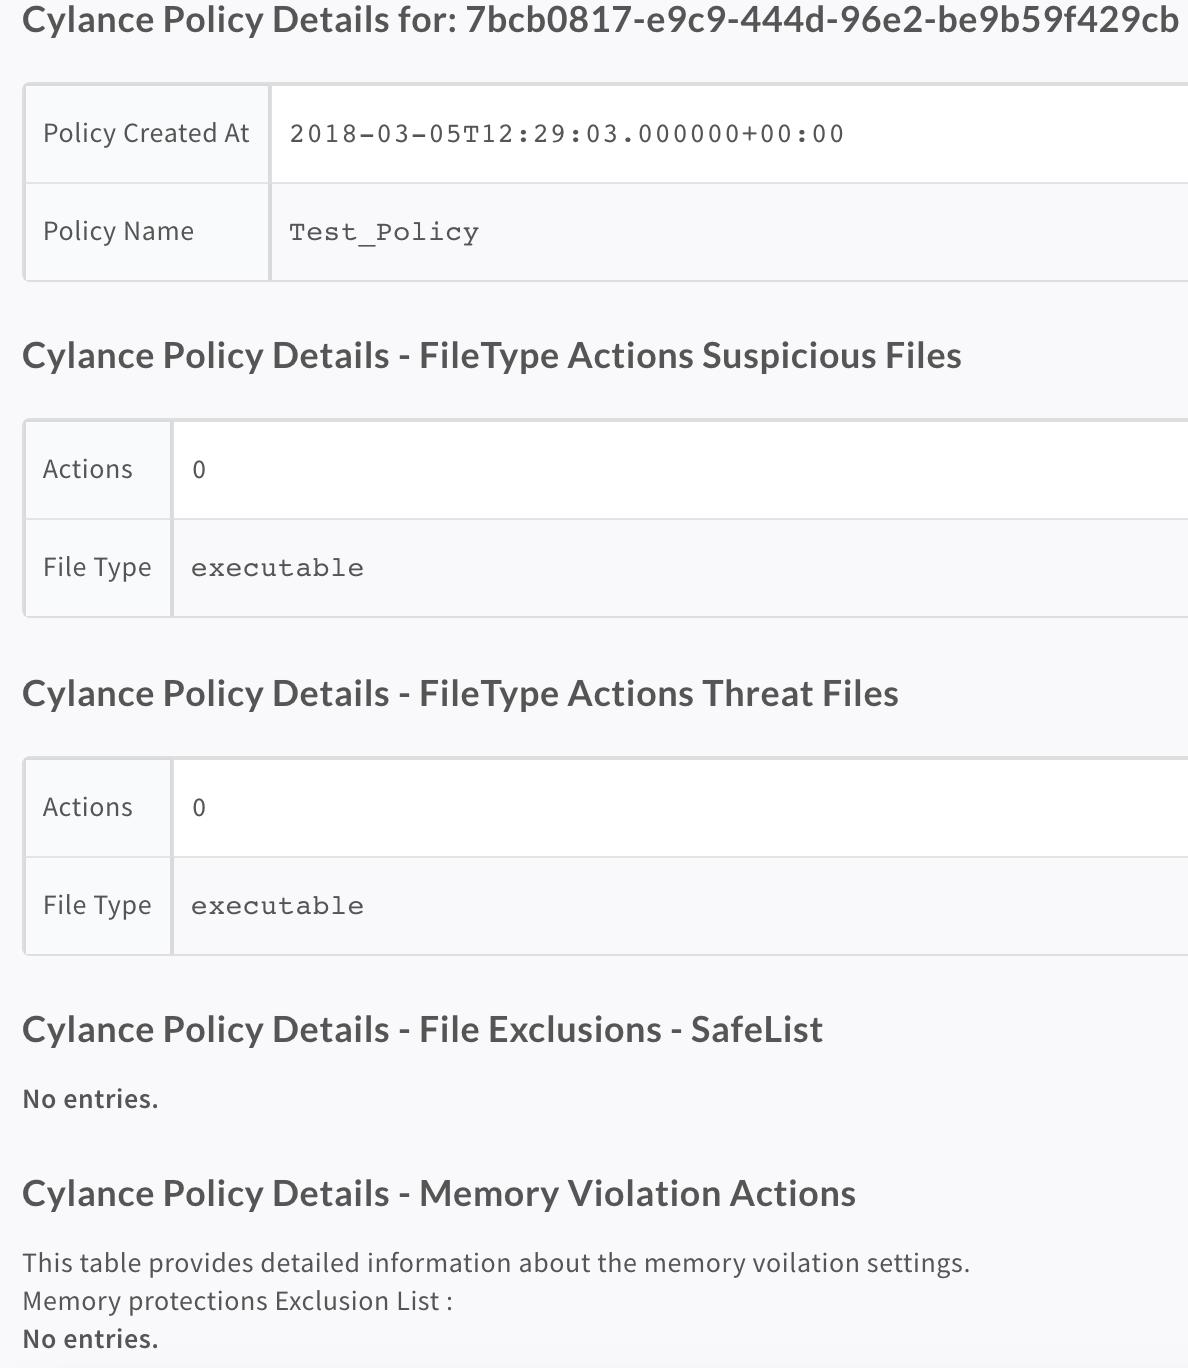 Cylance Policy Details for: 7bcb0817-e9c9-444d-96e2-be9b59f429cb
Policy Created At 2018-03-05T12:29:03.000000+00:00
Policy Name Test_Policy
Cylance Policy Details - FileType Actions Suspicious Files
Actions 0
File Type executable
Cylance Policy Details - FileType Actions Threat Files
Actions 0
File Type executable
Cylance Policy Details - File Exclusions - SafeList
No entries.
Cylance Policy Details - Memory Violation Actions
This table provides detailed information about the memory voilation settings.
Memory protections Exclusion List :
No entries.